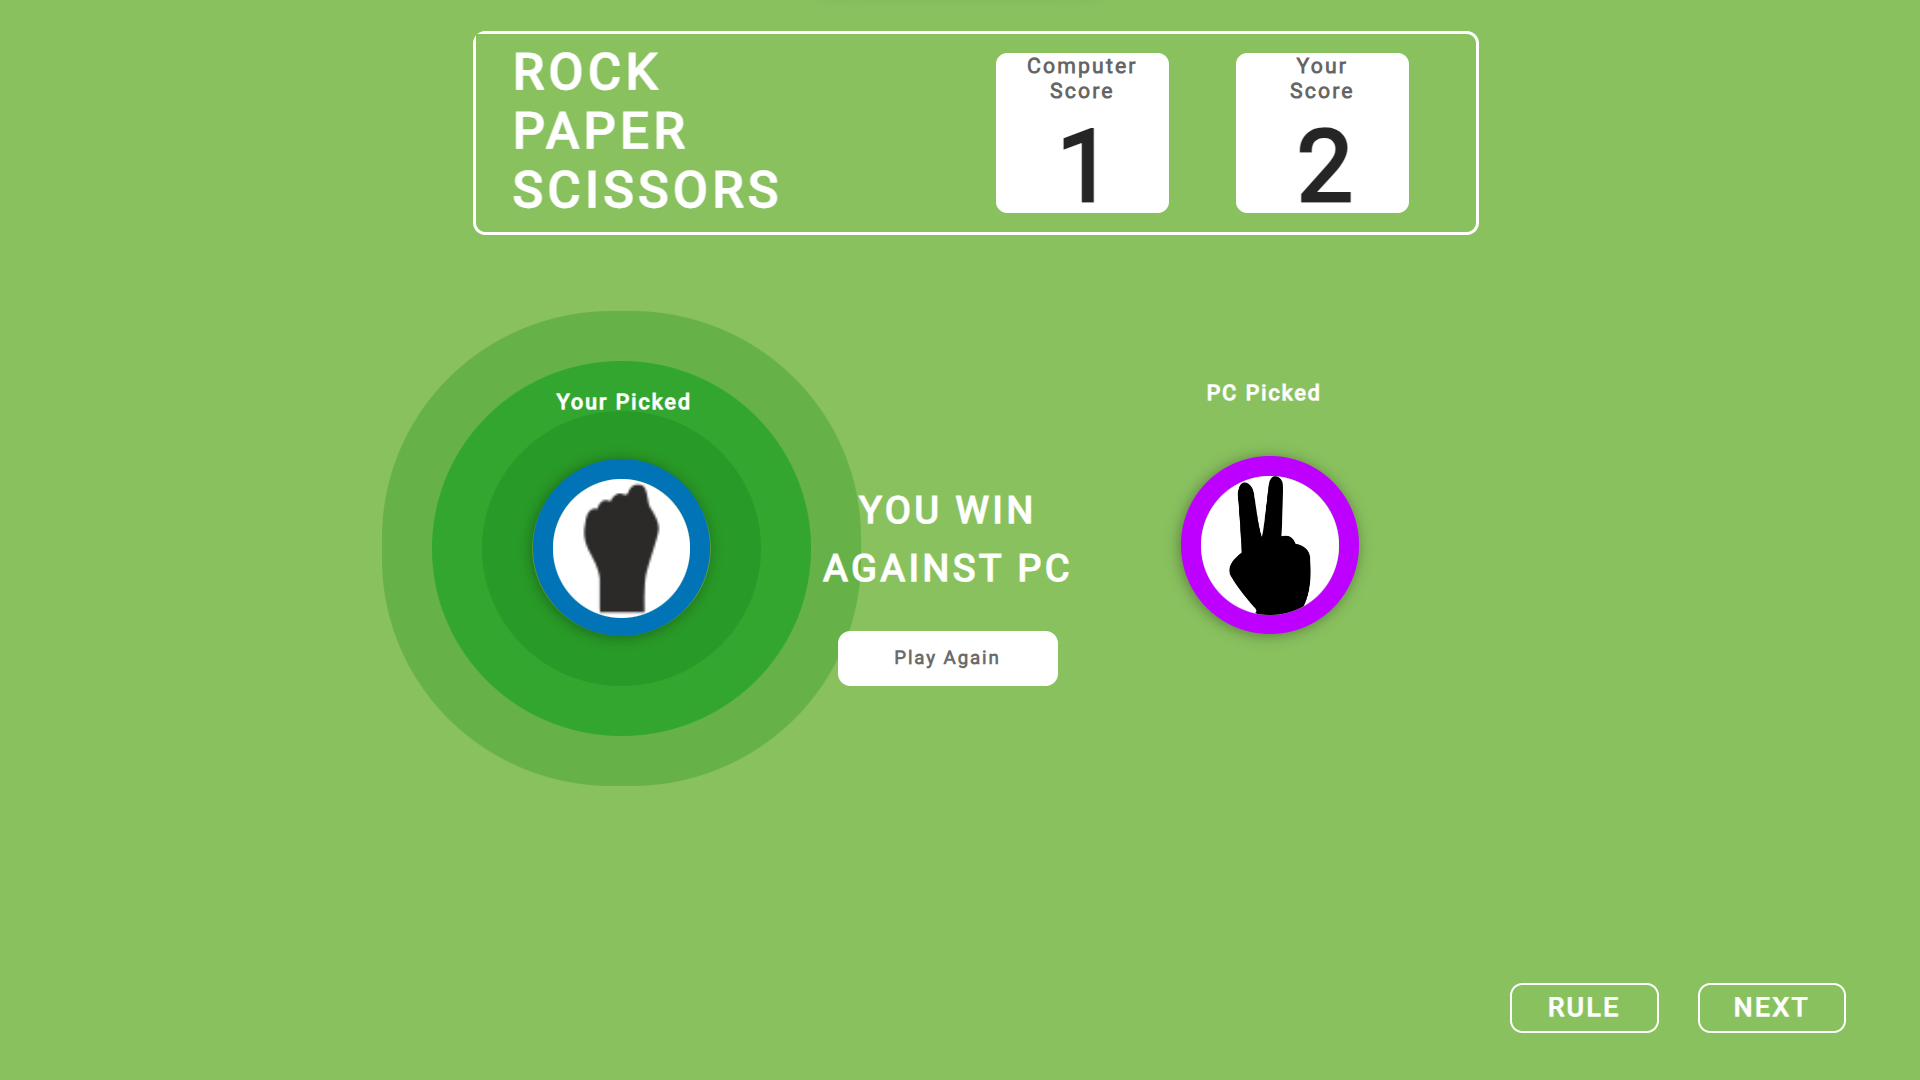 ROCK
PAPER
SCISSORS
Computer
Score
1
Your
Score
2
Your Picked
PC Picked
YOU WIN
AGAINST PC
Play Again
RULE
NEXT